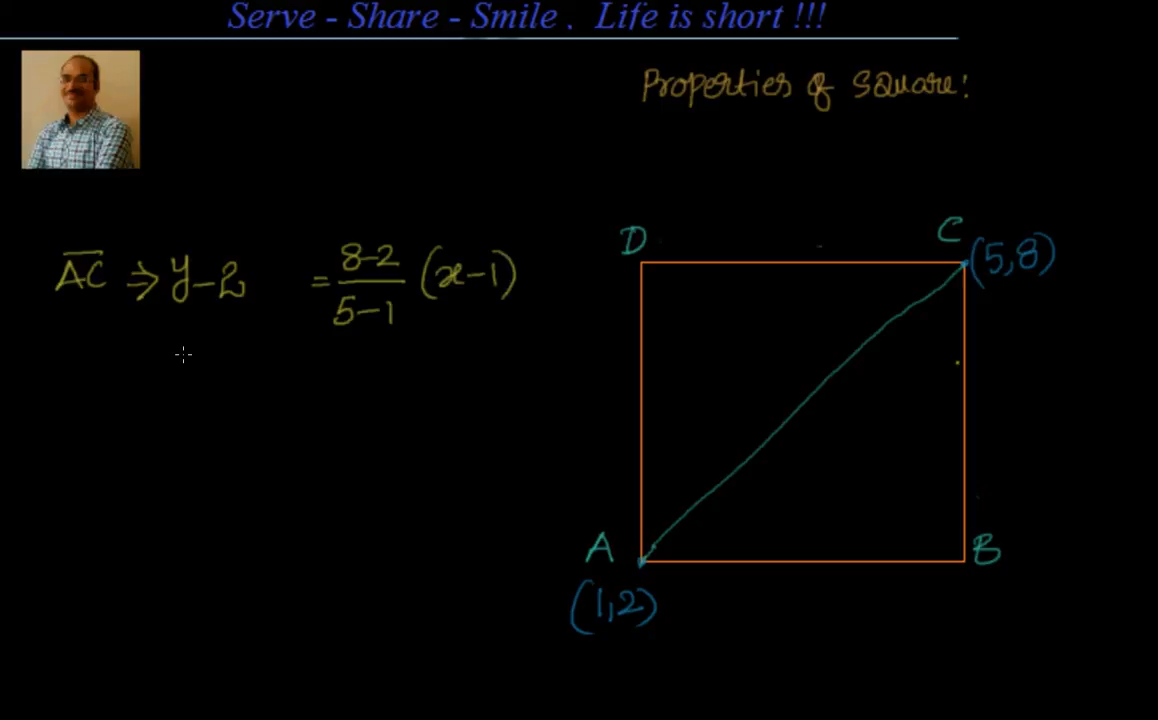 Serve - Share - Smile , Life is short !!!
Properties of square:
D
C
(5,8)
AC ⇒ y-2 = 8-2/5-1 (x-1)
A
B
(1,2)